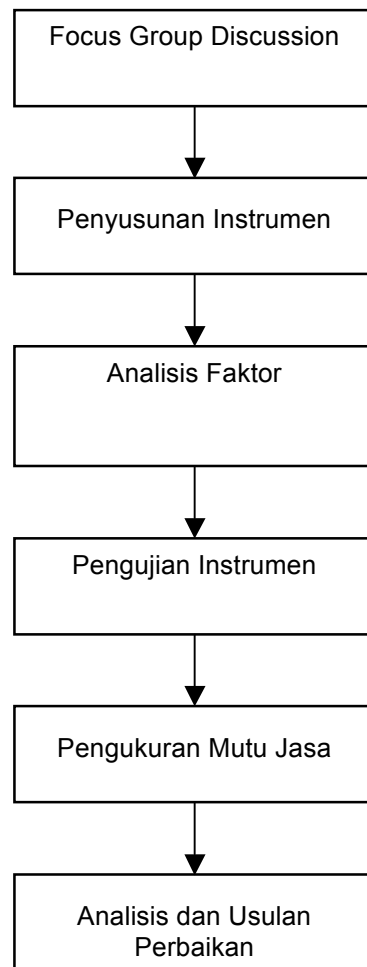 Focus Group Discussion
Penyusunan Instrumen
Analisis Faktor
Pengujian Instrumen
Pengukuran Mutu Jasa
Analisis dan Usulan
Perbaikan